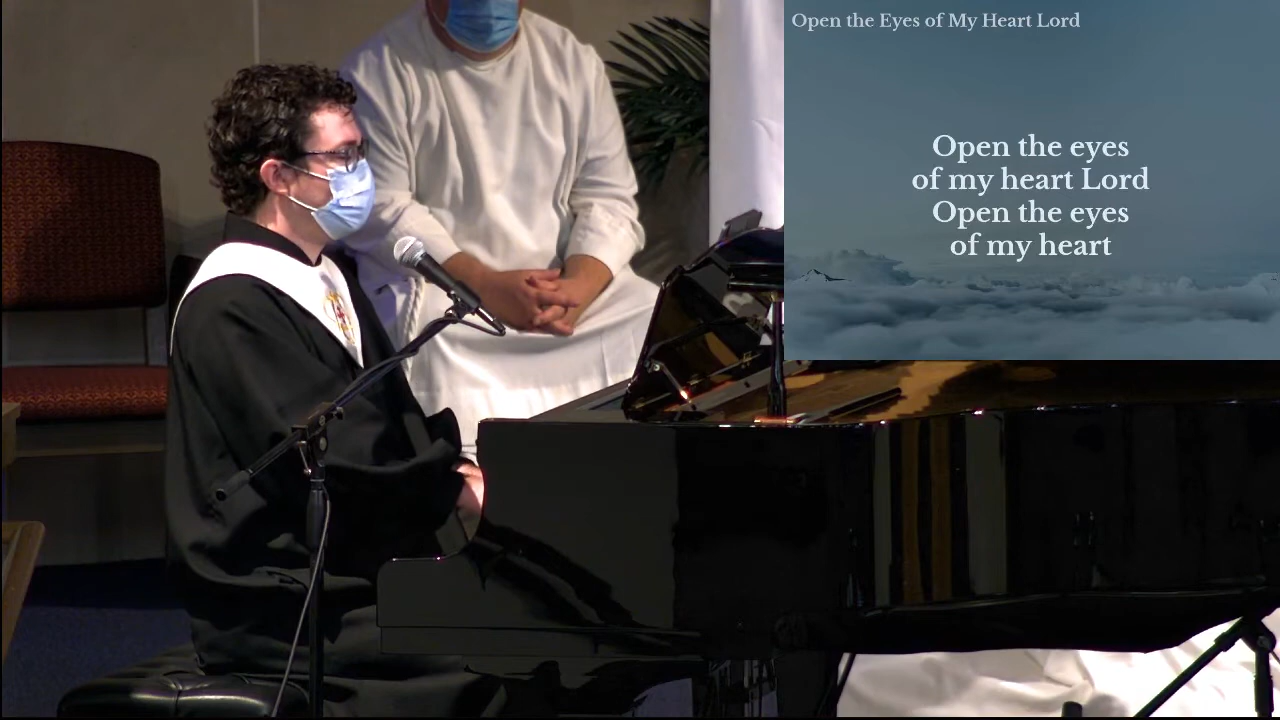 Open the Eyes of My Heart Lord
Open the eyes
of my heart Lord
Open the eyes
of my heart